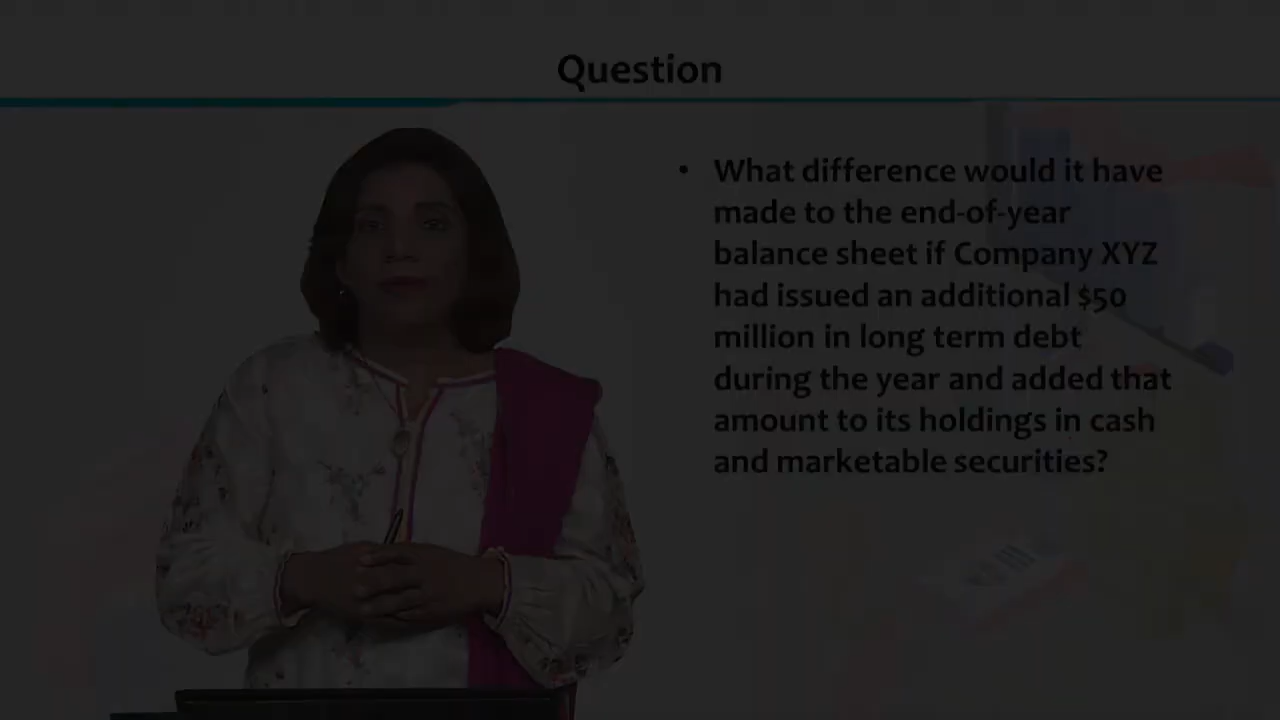 Question
• What difference would it have
made to the end-of-year
balance sheet if Company XYZ
had issued an additional $50
million in long term debt
during the year and added that
amount to its holdings in cash
and marketable securities?